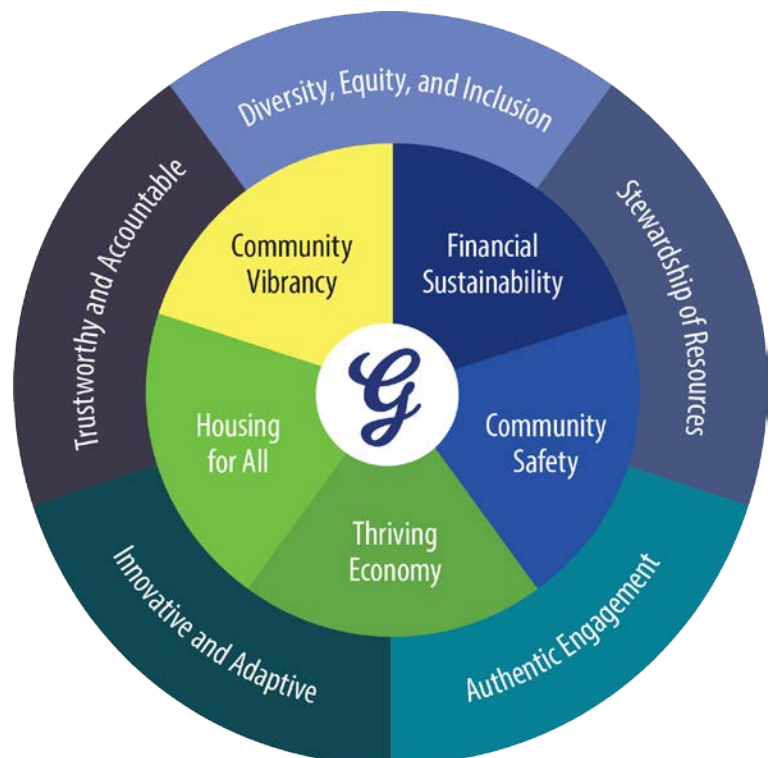 Diversity, Equity, and Inclusion
Stewardship of Resources
Authentic Engagement
Innovative and Adaptive
Trustworthy and Accountable
Community
Vibrancy
Financial
Sustainability
Community
Safety
Thriving
Economy
Housing
for All
G